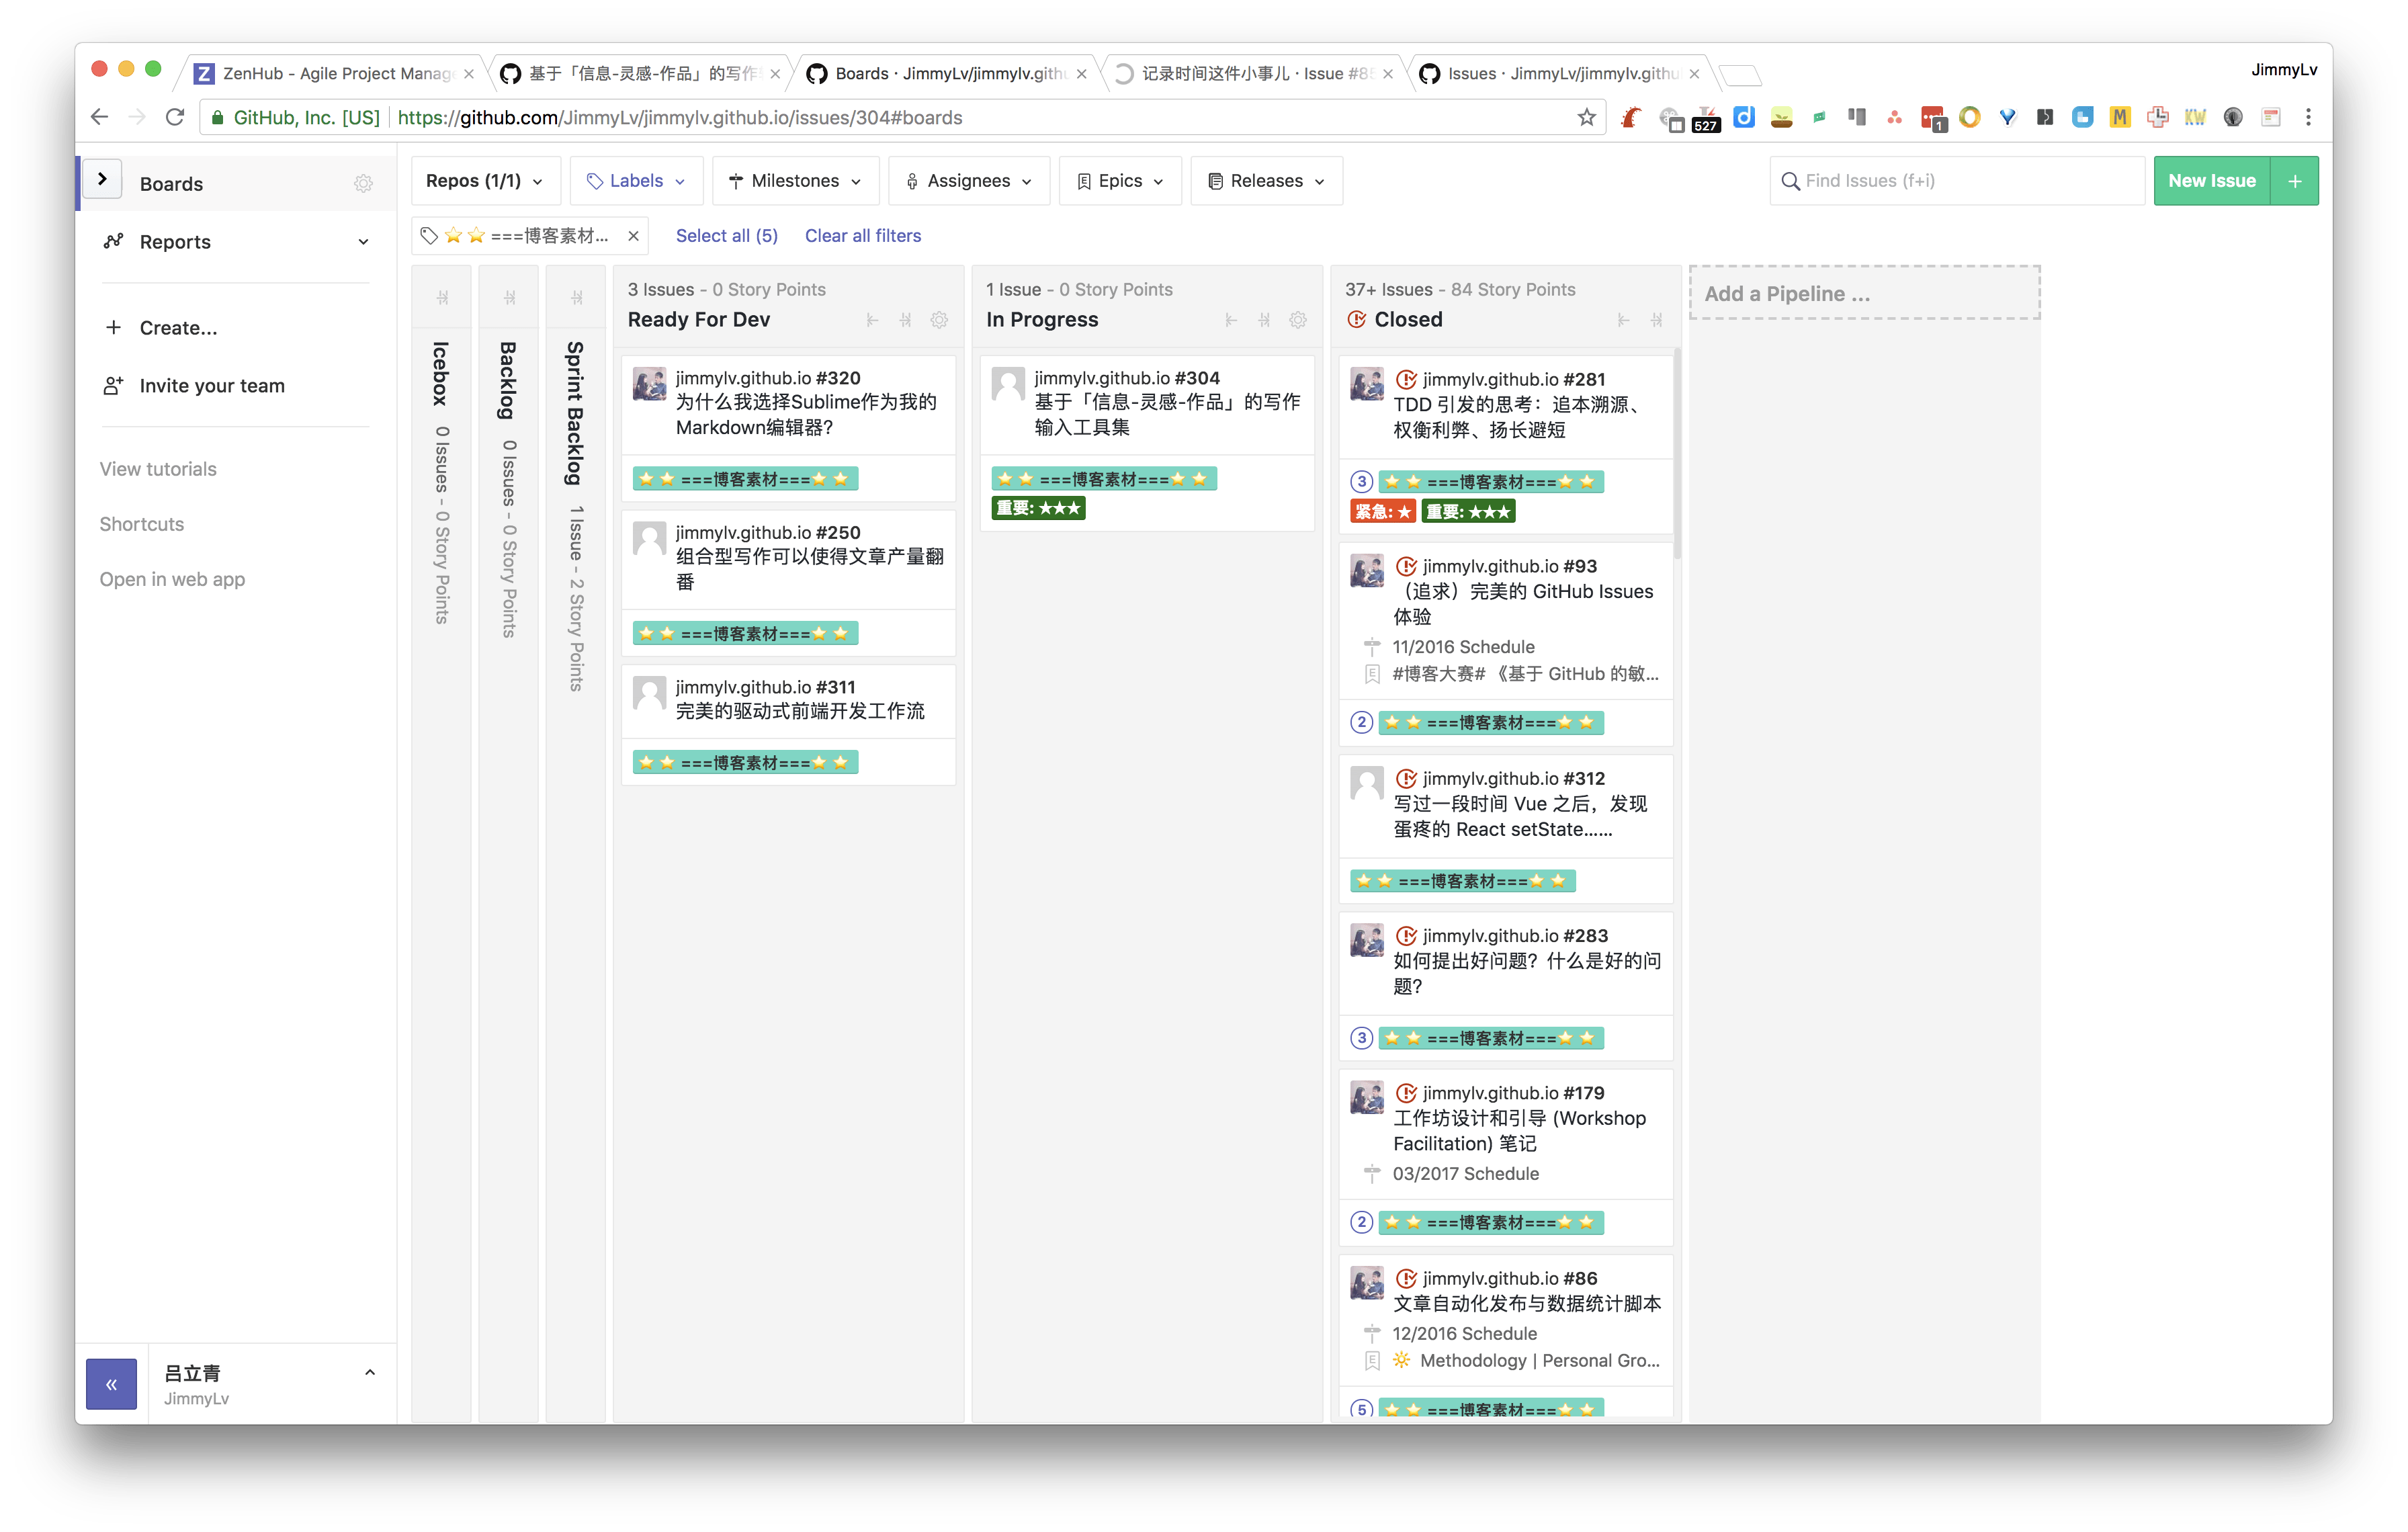 ZenHub - Agile Project Manage
基于「信息-灵感-作品」的写作
Boards · JimmyLv/jimmylv.githu
记录时间这件小事儿 · Issue #85
Issues · JimmyLv/jimmylv.githu
JimmyLv
GitHub, Inc. [US]
https://github.com/JimmyLv/jimmylv.github.io/issues/304#boards
527
1
Boards
Reports
Create...
Invite your team
View tutorials
Shortcuts
Open in web app
吕立青
JimmyLv
Repos (1/1)
Labels
Milestones
Assignees
Epics
Releases
Find Issues (f+i)
New Issue
+
⭐⭐===博客素材...
Select all (5)
Clear all filters
Icebox 0 Issues - 0 Story Points
Backlog 0 Issues - 0 Story Points
Sprint Backlog 1 Issue - 2 Story Points
3 Issues - 0 Story Points
Ready For Dev
jimmylv.github.io #320
为什么我选择Sublime作为我的
Markdown编辑器?
⭐⭐===博客素材===⭐⭐
jimmylv.github.io #250
组合型写作可以使得文章产量翻
番
⭐⭐===博客素材===⭐⭐
jimmylv.github.io #311
完美的驱动式前端开发工作流
⭐⭐===博客素材===⭐⭐
1 Issue - 0 Story Points
In Progress
jimmylv.github.io #304
基于「信息-灵感-作品」的写作
输入工具集
⭐⭐===博客素材===⭐⭐
重要: ★★★
37+ Issues - 84 Story Points
Closed
jimmylv.github.io #281
TDD 引发的思考：追本溯源、
权衡利弊、扬长避短
3 ⭐⭐===博客素材===⭐⭐
紧急: ★ 重要: ★★★
jimmylv.github.io #93
（追求）完美的 GitHub Issues
体验
11/2016 Schedule
#博客大赛# 《基于 GitHub 的敏...
2 ⭐⭐===博客素材===⭐⭐
jimmylv.github.io #312
写过一段时间 Vue 之后，发现
蛋疼的 React setState......
⭐⭐===博客素材===⭐⭐
jimmylv.github.io #283
如何提出好问题？什么是好的问
题？
3 ⭐⭐===博客素材===⭐⭐
jimmylv.github.io #179
工作坊设计和引导 (Workshop
Facilitation) 笔记
03/2017 Schedule
2 ⭐⭐===博客素材===⭐⭐
jimmylv.github.io #86
文章自动化发布与数据统计脚本
12/2016 Schedule
Methodology | Personal Gro...
5 ⭐⭐===博客素材===⭐⭐
Add a Pipeline ...